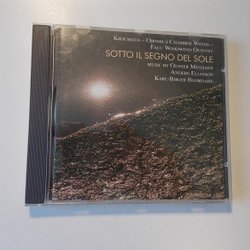 Kroumata – Omnibus Chamber Winds –
Falu Woodwind Quintet
SOTTO IL SEGNO DEL SOLE
music by Olivier Messiaen
Anders Eliasson
Karl-Birger Blomdahl